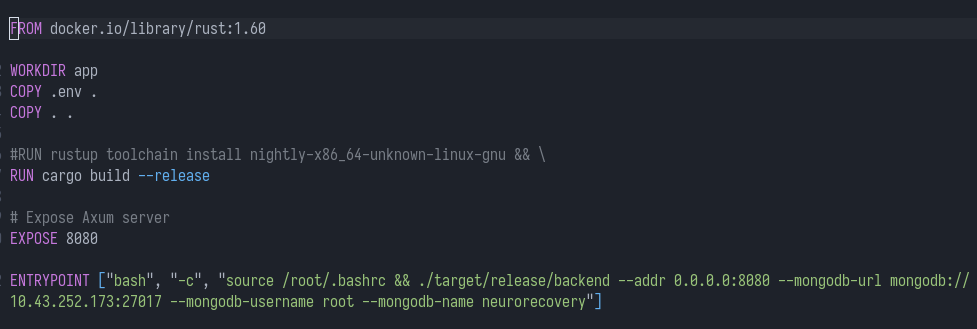 FROM docker.io/library/rust:1.60
WORKDIR app
COPY .env .
COPY . .
#RUN rustup toolchain install nightly-x86_64-unknown-linux-gnu && \
RUN cargo build --release
# Expose Axum server
EXPOSE 8080
ENTRYPOINT ["bash", "-c", "source /root/.bashrc && ./target/release/backend --addr 0.0.0.0:8080 --mongodb-url mongodb://
10.43.252.173:27017 --mongodb-username root --mongodb-name neurorecovery"]